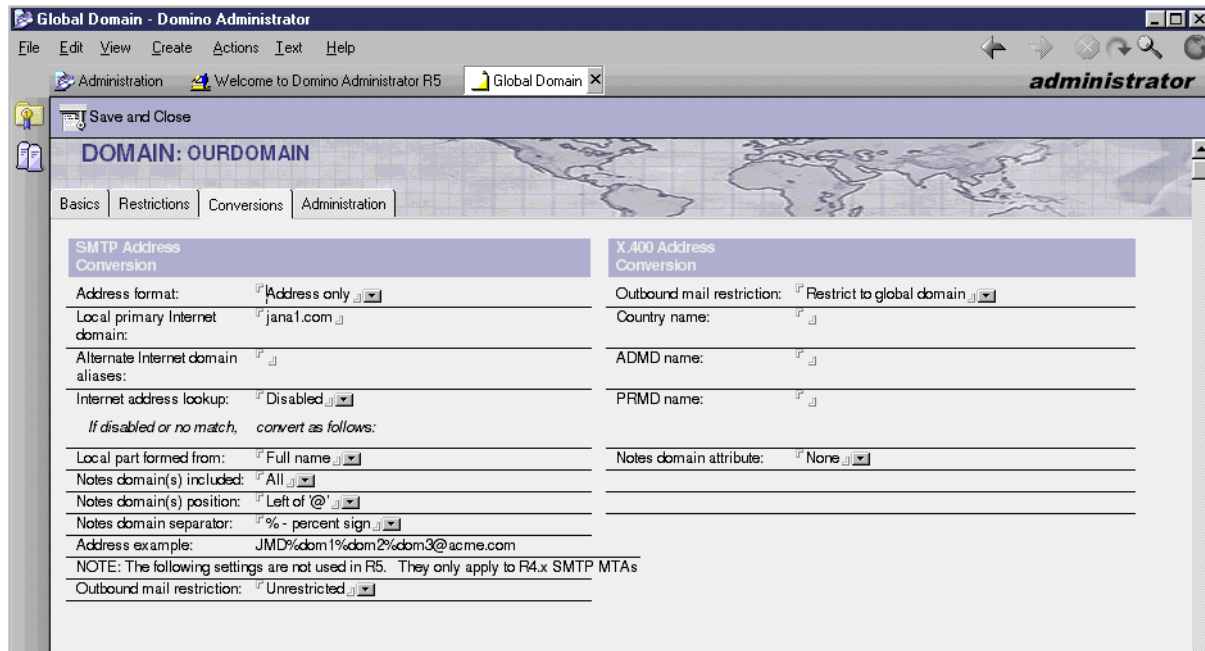 Global Domain - Domino Administrator
File Edit View Create Actions Text Help
Administration Welcome to Domino Administrator R5 Global Domain administrator
Save and Close
DOMAIN: OURDOMAIN
Basics Restrictions Conversions Administration
SMTP Address
Conversion
Address format: Address only
Local primary Internet
domain: jana1.com
Alternate Internet domain
aliases:
Internet address lookup: Disabled
If disabled or no match, convert as follows:
Local part formed from: Full name
Notes domain(s) included: All
Notes domain(s) position: Left of '@'
Notes domain separator: % - percent sign
Address example: JMD%dom1%dom2%dom3@acme.com
NOTE: The following settings are not used in R5. They only apply to R4.x SMTP MTAs
Outbound mail restriction: Unrestricted
X.400 Address
Conversion
Outbound mail restriction: Restrict to global domain
Country name:
ADMD name:
PRMD name:
Notes domain attribute: None